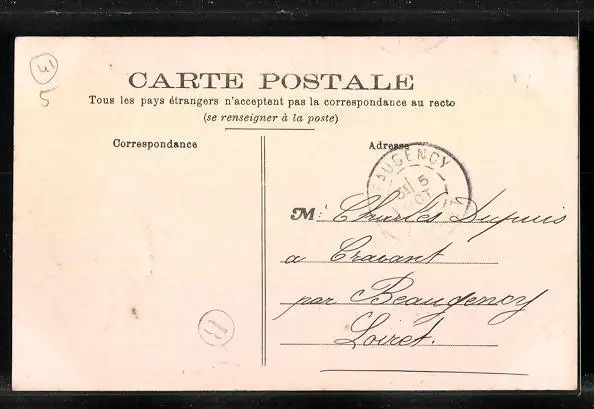 41
5
CARTE POSTALE
Tous les pays étrangers n'acceptent pas la correspondance au recto
(se renseigner à la poste)
Correspondance
Adresse
BEAUGENCY
5
OCT
M. Charles Dupuis
a Cravant
par Beaugency
Loiret.
B